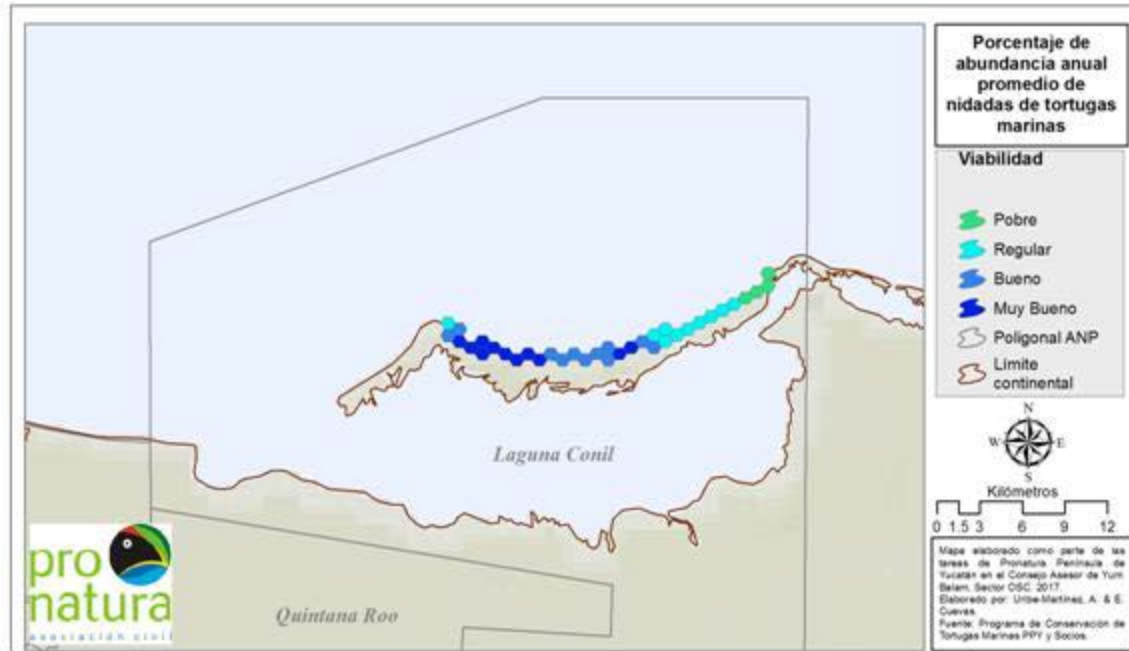 Porcentaje de
abundancia anual
promedio de
nidadas de tortugas
marinas
Viabilidad
Pobre
Regular
Bueno
Muy Bueno
Poligonal ANP
Límite
continental
N
W E
S
Kilómetros
0 1.5 3 6 9 12
Mapa elaborado como parte de las
tareas de Pronatura Península de
Yucatán en el Consejo Asesor de Yum
Balam, Sector OSC. 2017.
Elaborado por: Uribe-Martínez, A. & E.
Cuevas.
Fuente: Programa de Conservación de
Tortugas Marinas PPY y Socios.
Laguna Conil
Quintana Roo
pro
natura
asociación civil